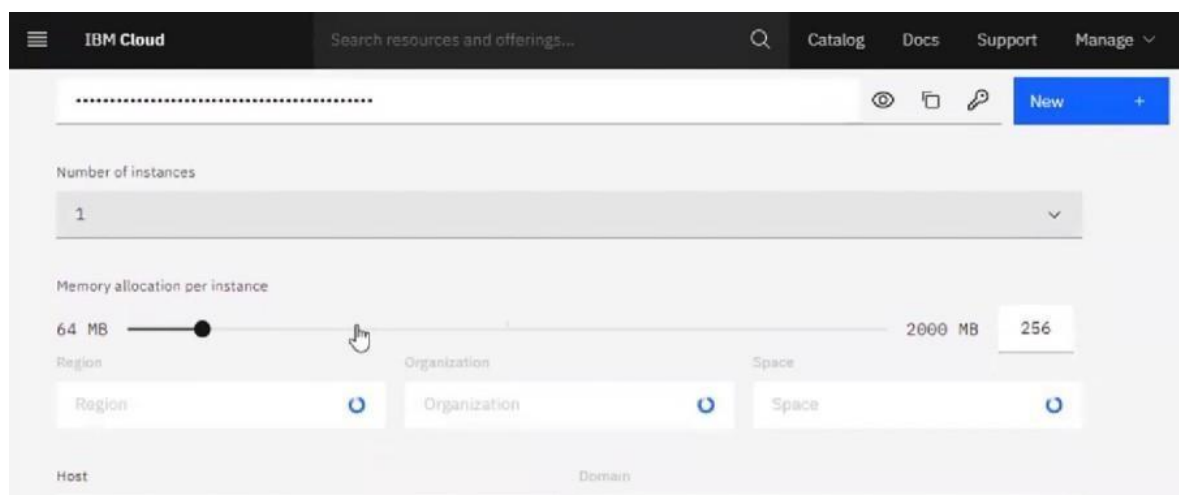 IBM Cloud Search resources and offerings... Catalog Docs Support Manage
•••••••••••••••••••••••••••••••••••••••••••• New +
Number of instances
1
Memory allocation per instance
64 MB 2000 MB 256
Region Organization Space
Region Organization Space
Host Domain